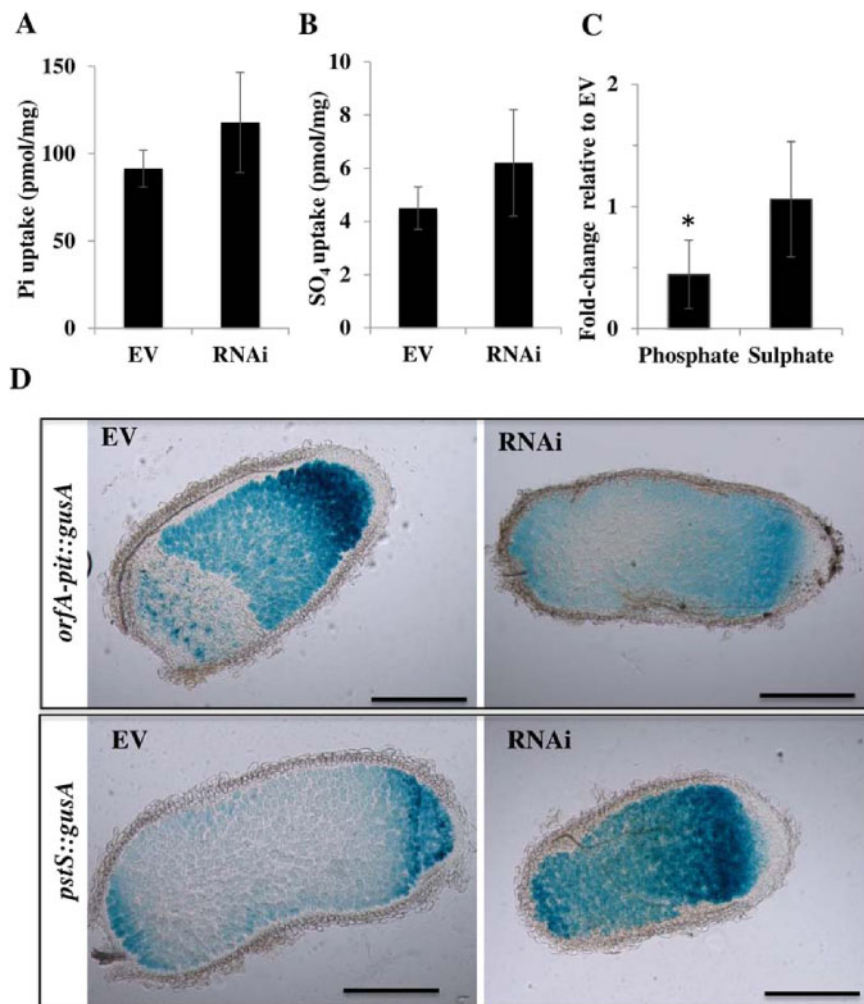 A
Pi uptake (pmol/mg)
150
100
50
0
EV RNAi
B
SO₄ uptake (pmol/mg)
10
8
6
4
2
0
EV RNAi
C
Fold-change relative to EV
2
1
0
*
Phosphate Sulphate
D
orfA-pit::gusA
EV
RNAi
pstS::gusA
EV
RNAi